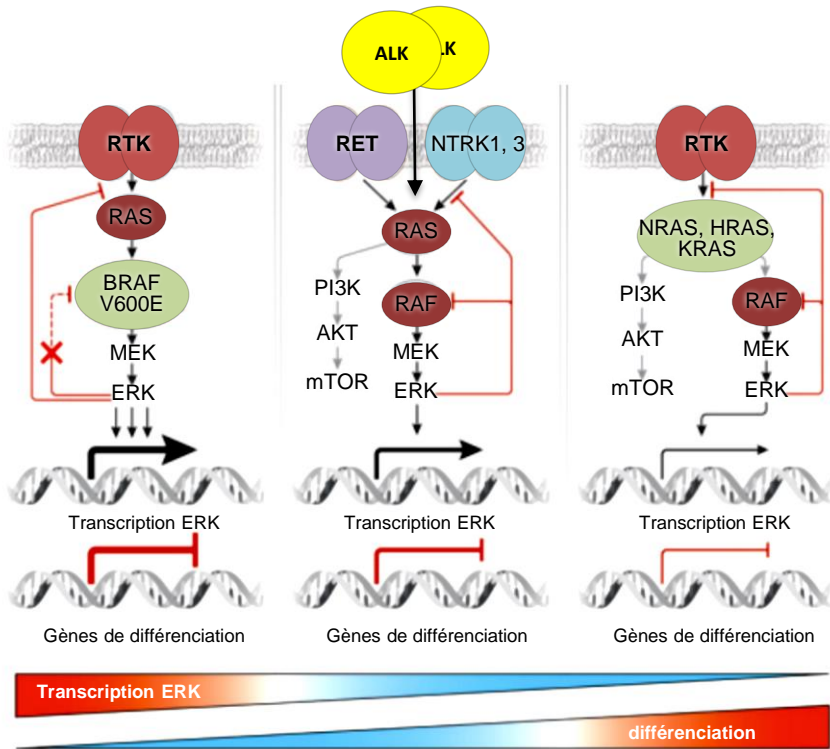 ALK
LK
RTK
RAS
BRAF
V600E
MEK
ERK
Transcription ERK
Gènes de différenciation
RET
NTRK1, 3
RAS
PI3K
RAF
AKT
MEK
mTOR
ERK
Transcription ERK
Gènes de différenciation
RTK
NRAS, HRAS,
KRAS
PI3K
RAF
AKT
MEK
mTOR
ERK
Transcription ERK
Gènes de différenciation
Transcription ERK
différenciation